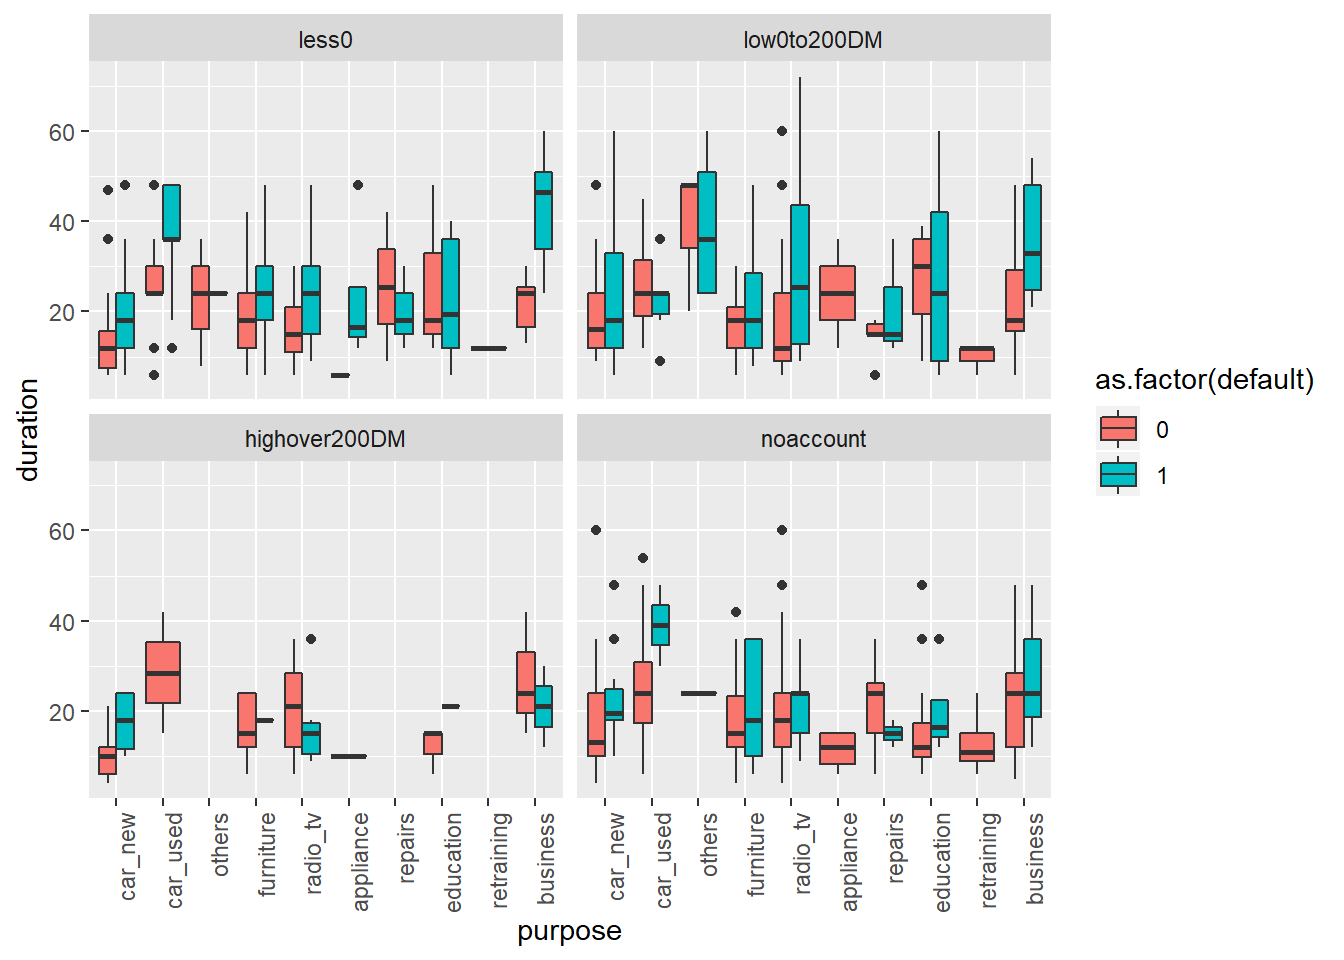 less0
low0to200DM
60
40
20
highover200DM
noaccount
60
40
20
duration
car_new
car_used
others
furniture
radio_tv
appliance
repairs
education
retraining
business
car_new
car_used
others
furniture
radio_tv
appliance
repairs
education
retraining
business
purpose
as.factor(default)
0
1